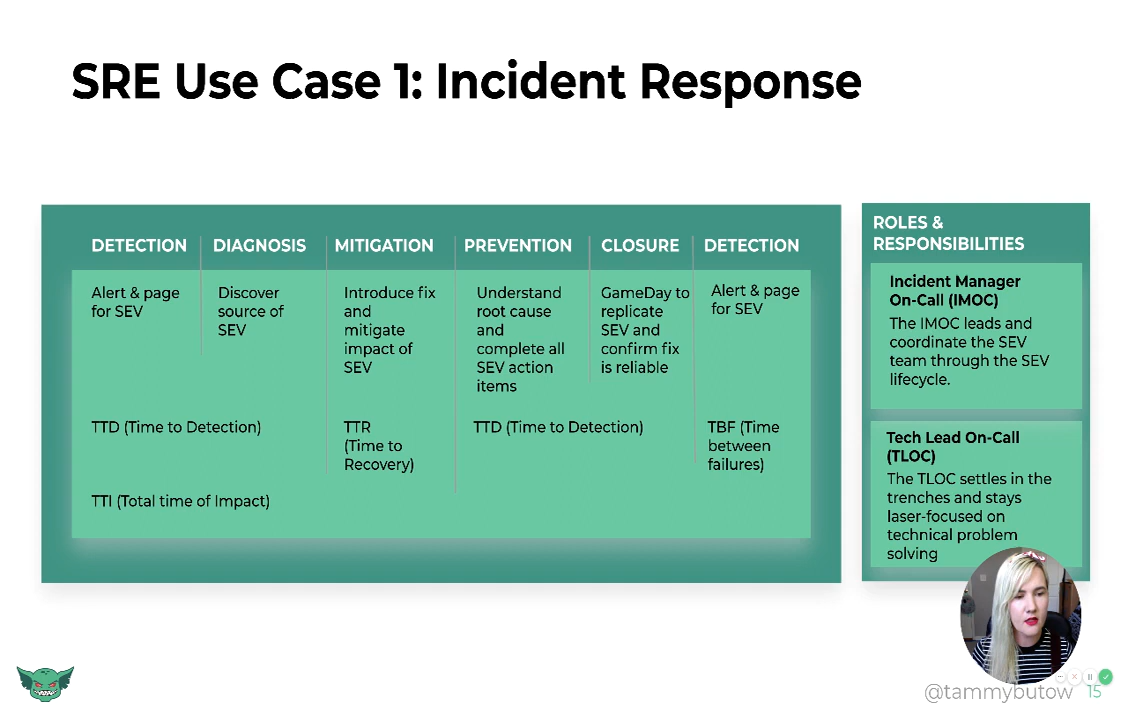 SRE Use Case 1: Incident Response
DETECTION
DIAGNOSIS
MITIGATION
PREVENTION
CLOSURE
DETECTION
Alert & page
for SEV
Discover
source of
SEV
Introduce fix
and
mitigate
impact of
SEV
Understand
root cause
and
complete all
SEV action
items
GameDay to
replicate
SEV and
confirm fix
is reliable
Alert & page
for SEV
TTD (Time to Detection)
TTR
(Time to
Recovery)
TTD (Time to Detection)
TBF (Time
between
failures)
TTI (Total time of Impact)
ROLES &
RESPONSIBILITIES
Incident Manager
On-Call (IMOC)
The IMOC leads and
coordinate the SEV
team through the SEV
lifecycle.
Tech Lead On-Call
(TLOC)
The TLOC settles in the
trenches and stays
laser-focused on
technical problem
solving
@tammybutow
15